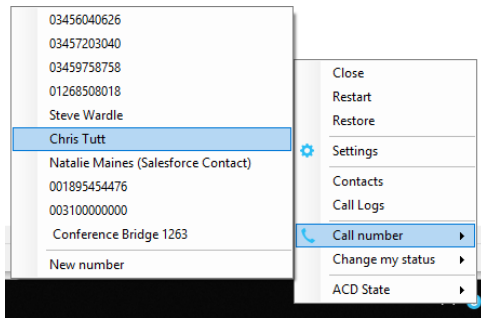 03456040626
03457203040
03459758758
01268508018
Steve Wardle
Chris Tutt
Natalie Maines (Salesforce Contact)
001895454476
003100000000
Conference Bridge 1263
New number
Close
Restart
Restore
Settings
Contacts
Call Logs
Call number
Change my status
ACD State